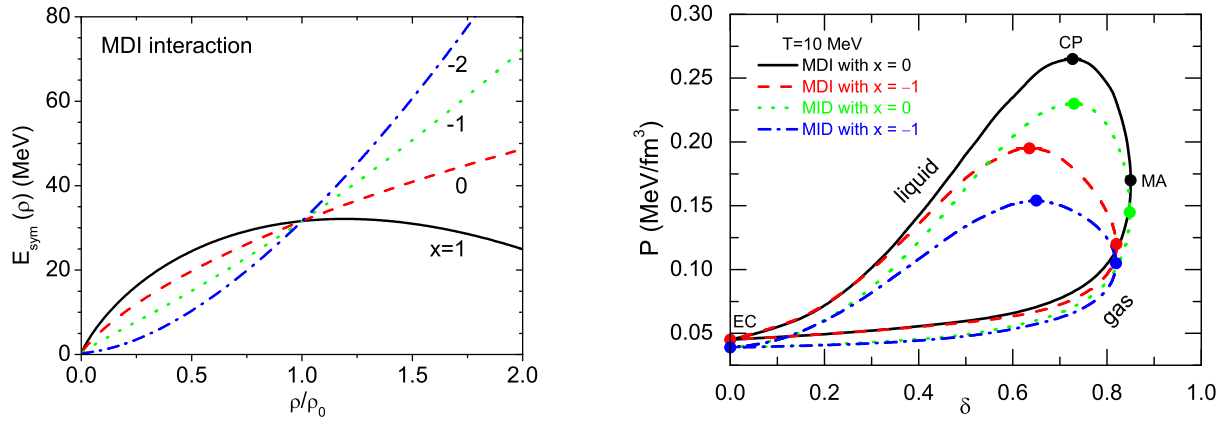 MDI interaction
80
60
40
20
0
0.0
0.5
1.0
1.5
2.0
E_sym (ρ) (MeV)
ρ/ρ_0
-2
-1
0
x=1
0.30
0.25
0.20
0.15
0.10
0.05
0.0
0.2
0.4
0.6
0.8
1.0
P (MeV/fm^3)
δ
T=10 MeV
MDI with x = 0
MDI with x = −1
MID with x = 0
MID with x = −1
CP
MA
EC
liquid
gas